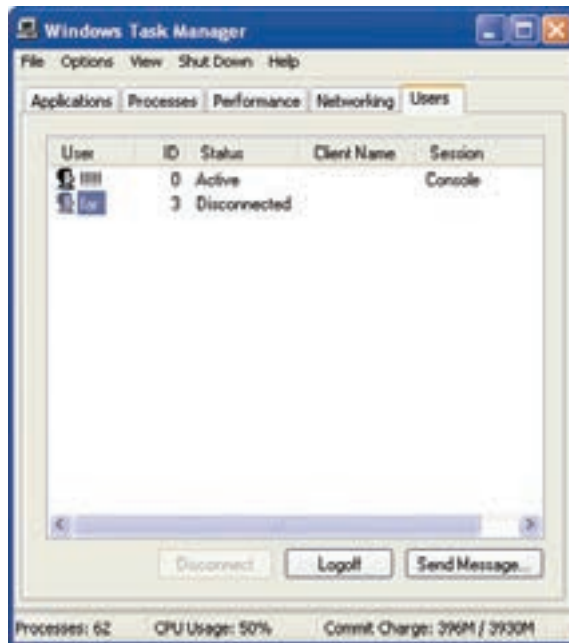 Windows Task Manager
File Options View Shut Down Help
Applications Processes Performance Networking Users
User ID Status Client Name Session
0 Active Console
3 Disconnected
Disconnect Logoff Send Message...
Processes: 62 CPU Usage: 50% Commit Charge: 396M / 3930M